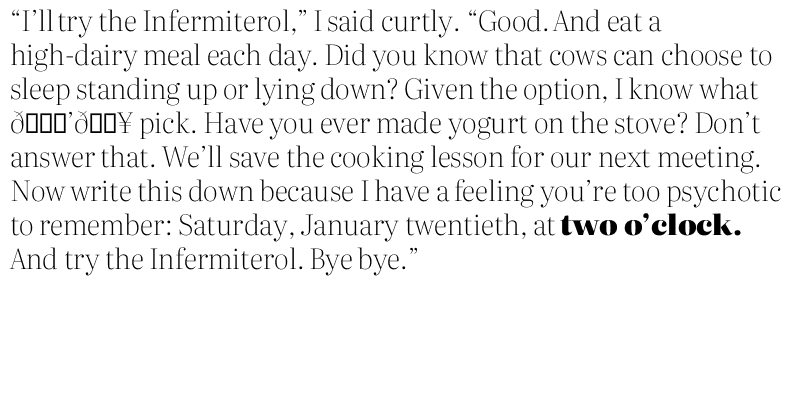 “I’ll try the Infermiterol,” I said curtly. “Good. And eat a
high-dairy meal each day. Did you know that cows can choose to
sleep standing up or lying down? Given the option, I know what
pick. Have you ever made yogurt on the stove? Don’t
answer that. We’ll save the cooking lesson for our next meeting.
Now write this down because I have a feeling you’re too psychotic
to remember: Saturday, January twentieth, at two o’clock.
And try the Infermiterol. Bye bye.”